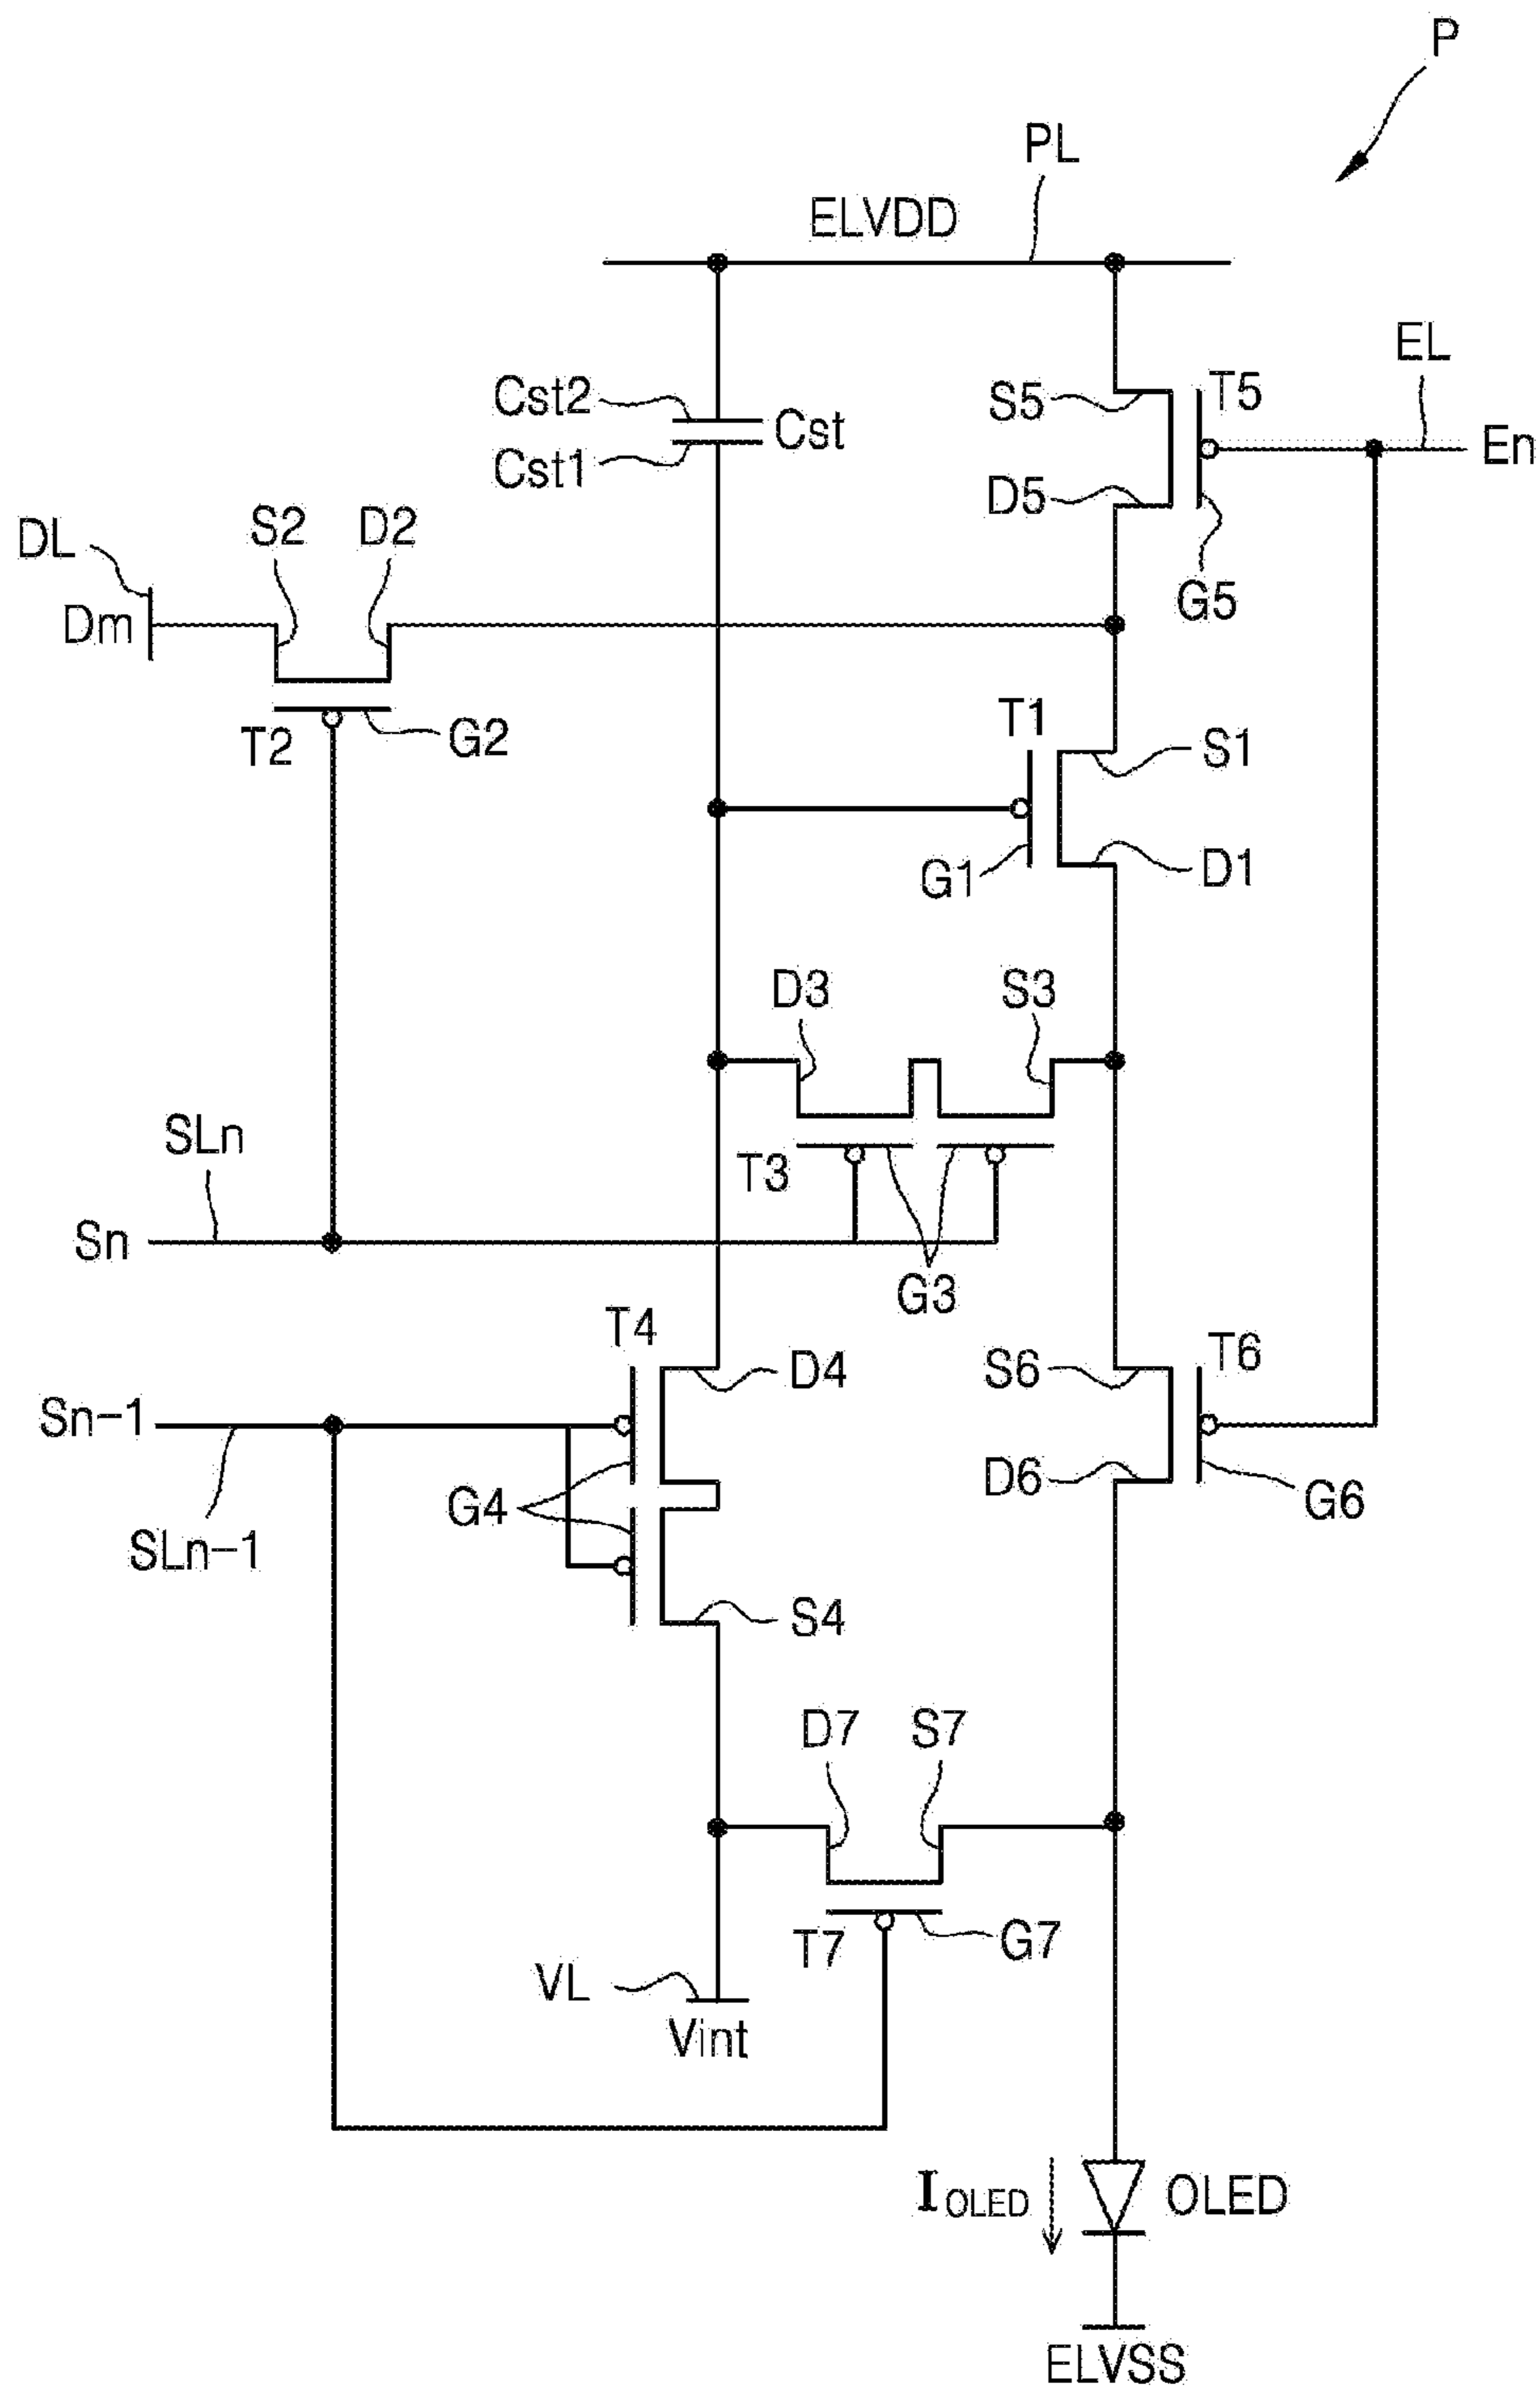 P
PL
ELVDD
EL
Cst2
Cst
Cst1
S5
T5
En
D5
G5
DL
S2
D2
Dm
T2
G2
T1
S1
G1
D1
D3
S3
SLn
T3
Sn
G3
T4
D4
S6
T6
Sn-1
G4
D6
G6
SLn-1
S4
D7
S7
T7
G7
VL
Vint
IOLED
OLED
ELVSS